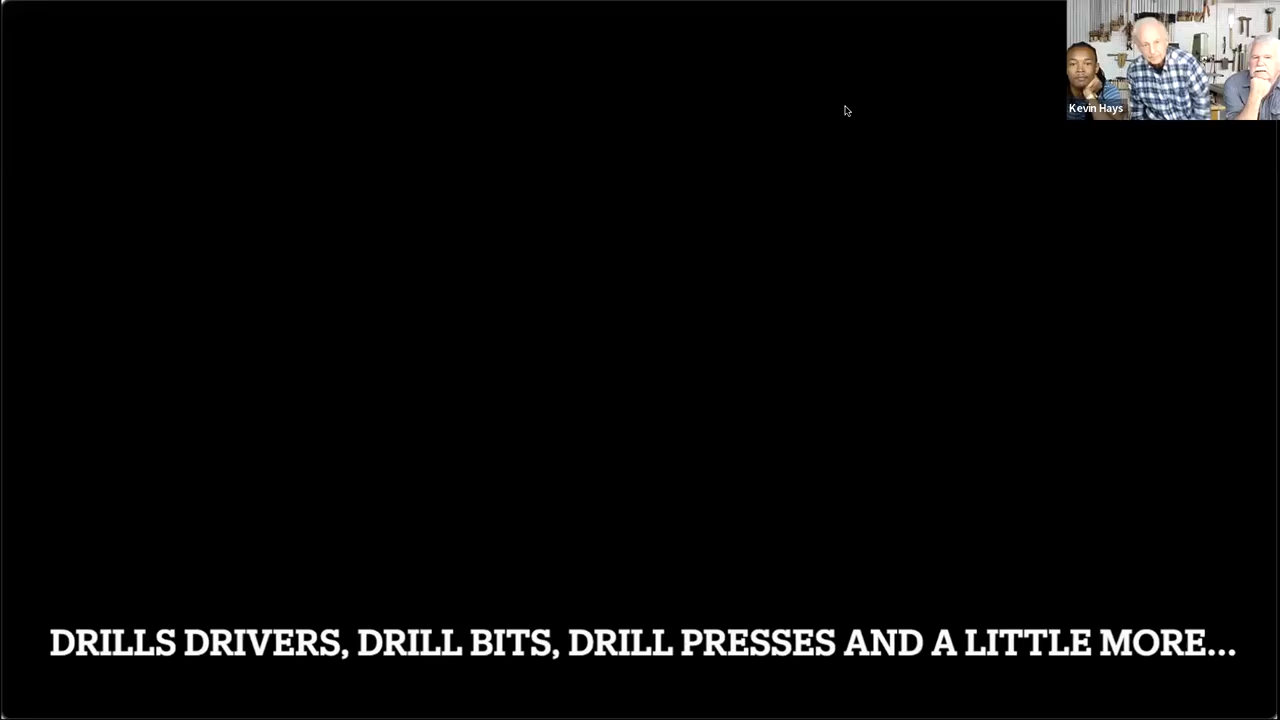 Kevin Hays
DRILLS DRIVERS, DRILL BITS, DRILL PRESSES AND A LITTLE MORE...